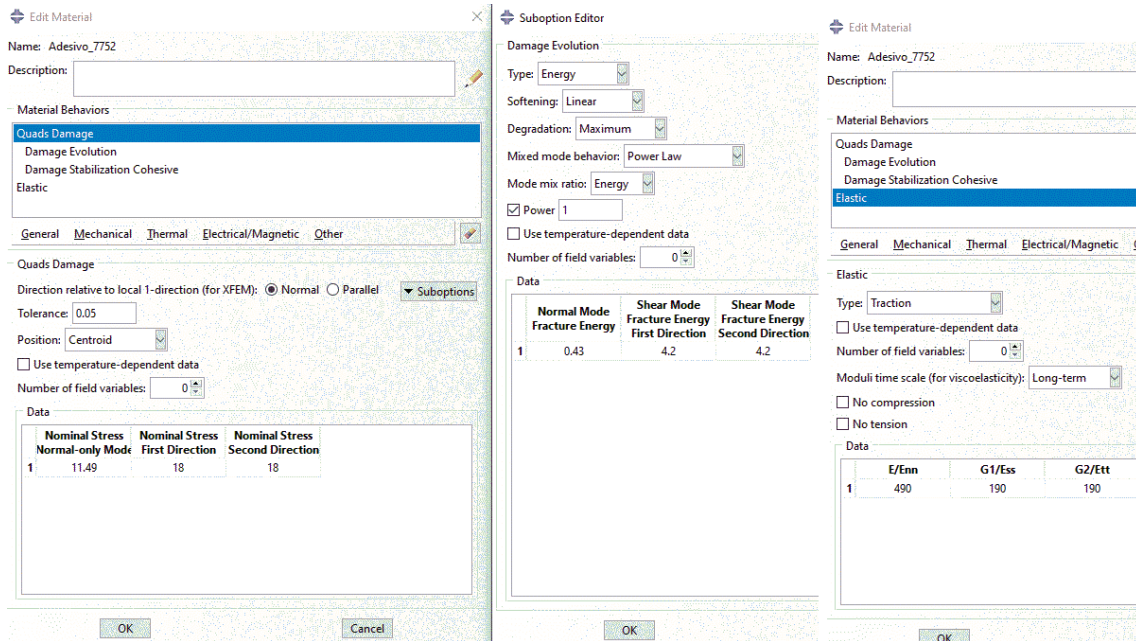 Edit Material
Name: Adesivo_7752
Description:
Material Behaviors
Quads Damage
Damage Evolution
Damage Stabilization Cohesive
Elastic
General Mechanical Thermal Electrical/Magnetic Other
Quads Damage
Direction relative to local 1-direction (for XFEM): Normal Parallel
Suboptions
Tolerance: 0.05
Position: Centroid
Use temperature-dependent data
Number of field variables: 0
Data
Nominal Stress Nominal Stress Nominal Stress
Normal-only Mode First Direction Second Direction
1 11.49 18 18
OK Cancel
Suboption Editor
Damage Evolution
Type: Energy
Softening: Linear
Degradation: Maximum
Mixed mode behavior: Power Law
Mode mix ratio: Energy
Power 1
Use temperature-dependent data
Number of field variables: 0
Data
Normal Mode Shear Mode Shear Mode
Fracture Energy Fracture Energy Fracture Energy
First Direction Second Direction
1 0.43 4.2 4.2
OK
Edit Material
Name: Adesivo_7752
Description:
Material Behaviors
Quads Damage
Damage Evolution
Damage Stabilization Cohesive
Elastic
General Mechanical Thermal Electrical/Magnetic
Elastic
Type: Traction
Use temperature-dependent data
Number of field variables: 0
Moduli time scale (for viscoelasticity): Long-term
No compression
No tension
Data
E/Enn G1/Ess G2/Ett
1 490 190 190
OK